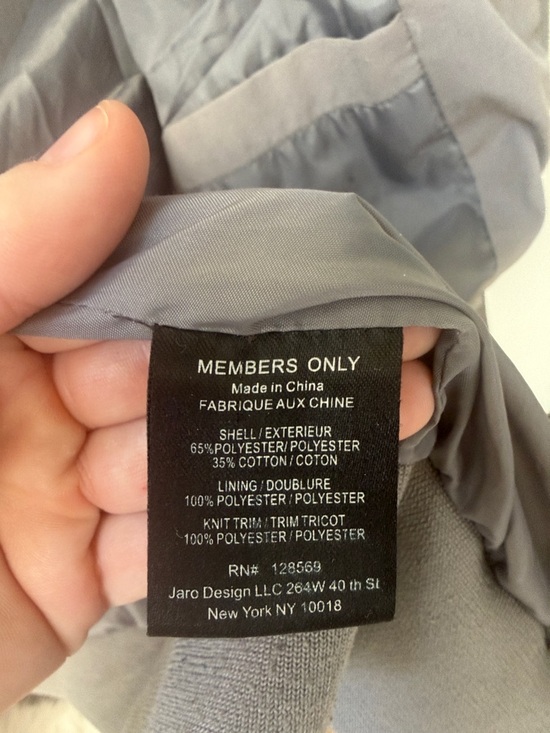 MEMBERS ONLY
Made in China
FABRIQUE AUX CHINE
SHELL/EXTERIEUR
65%POLYESTER/POLYESTER
35% COTTON/COTON
LINING/DOUBLURE
100% POLYESTER/POLYESTER
KNIT TRIM/TRIM TRICOT
100% POLYESTER/POLYESTER
RN# 128569
Jaro Design LLC 264W 40 th St
New York NY 10018